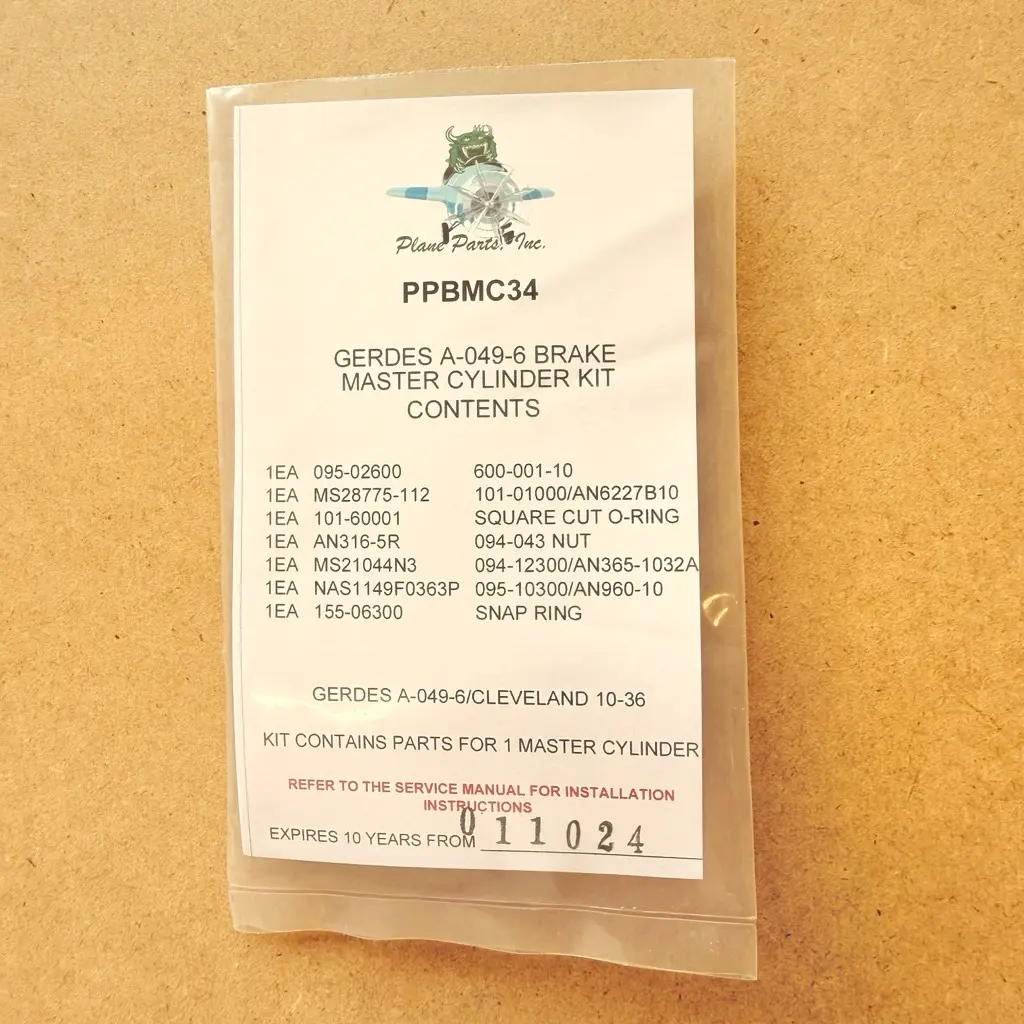 Plane Parts, Inc.
PPBMC34
GERDES A-049-6 BRAKE
MASTER CYLINDER KIT
CONTENTS
1EA 095-02600 600-001-10
1EA MS28775-112 101-01000/AN6227B10
1EA 101-60001 SQUARE CUT O-RING
1EA AN316-5R 094-043 NUT
1EA MS21044N3 094-12300/AN365-1032A
1EA NAS1149F0363P 095-10300/AN960-10
1EA 155-06300 SNAP RING
GERDES A-049-6/CLEVELAND 10-36
KIT CONTAINS PARTS FOR 1 MASTER CYLINDER
REFER TO THE SERVICE MANUAL FOR INSTALLATION
INSTRUCTIONS
EXPIRES 10 YEARS FROM 011024